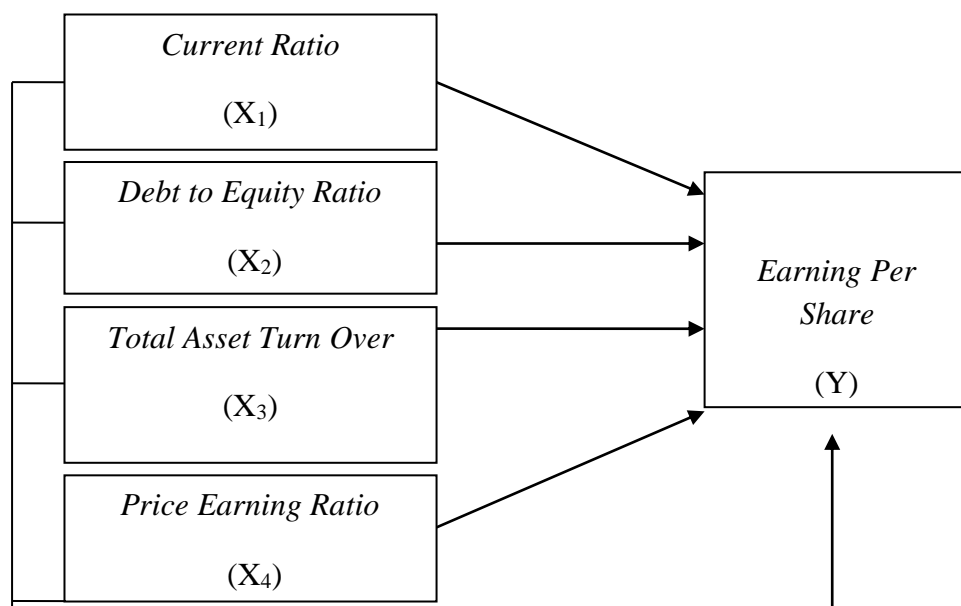 Current Ratio
(X₁)
Debt to Equity Ratio
(X₂)
Total Asset Turn Over
(X₃)
Price Earning Ratio
(X₄)
Earning Per
Share
(Y)